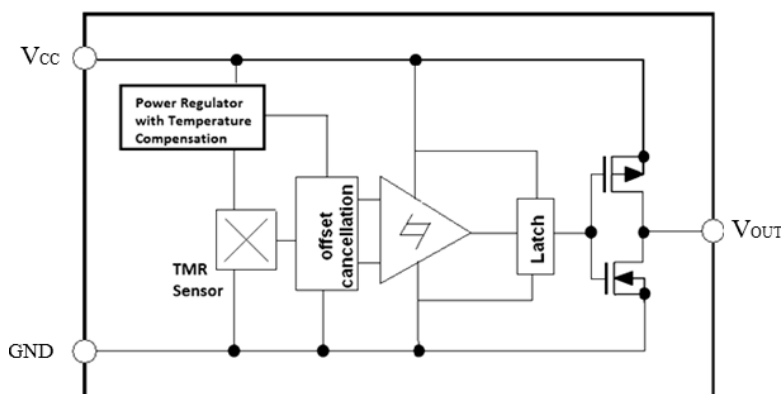 VCC
Power Regulator
with Temperature
Compensation
offset
cancellation
Latch
VOUT
TMR
Sensor
GND